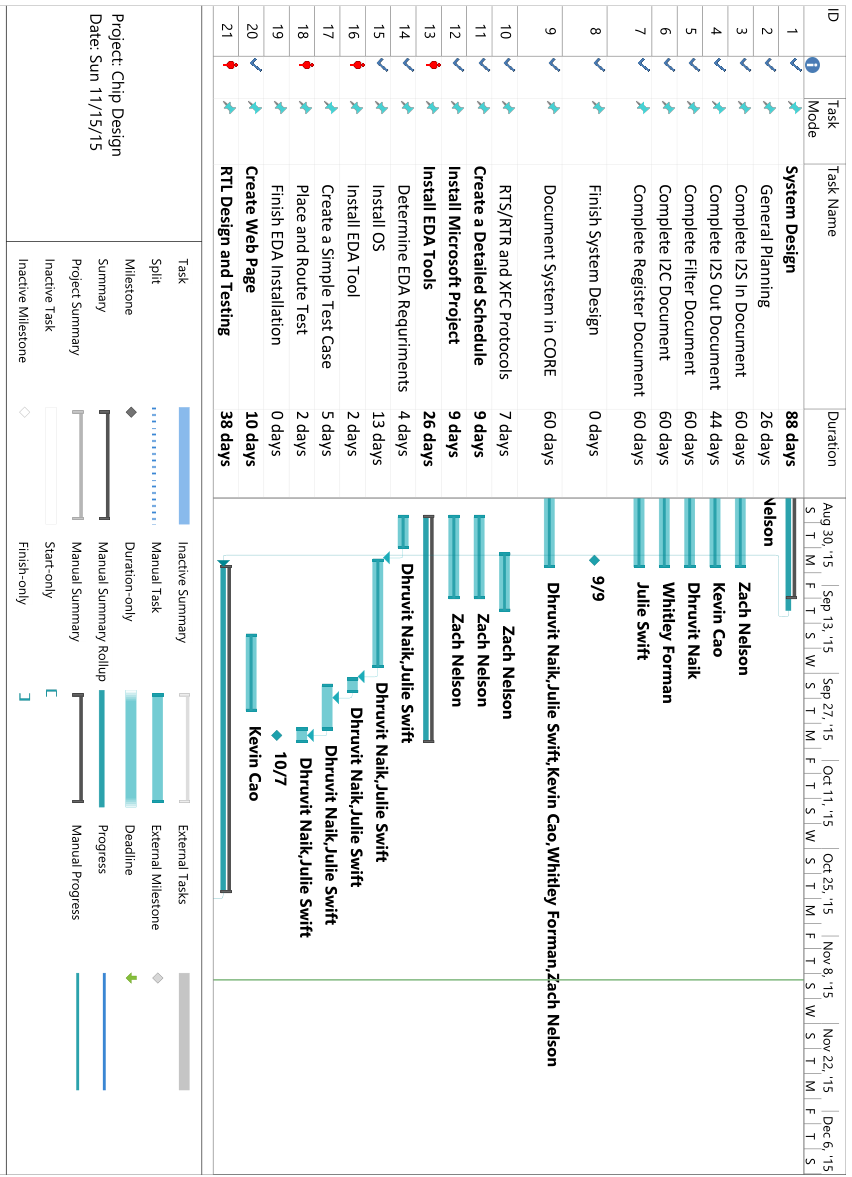 ID Task Mode Task Name Duration Aug 30, '15 Sep 13, '15 Sep 27, '15 Oct 11, '15 Oct 25, '15 Nov 8, '15 Nov 22, '15 Dec 6, '15
S T M F T S W S T M F T S W S T M F T S W S T M F T S
1 System Design 88 days
2 General Planning 26 days Nelson
3 Complete I2S In Document 60 days Zach Nelson
4 Complete I2S Out Document 44 days Kevin Cao
5 Complete Filter Document 60 days Dhruvit Naik
6 Complete I2C Document 60 days Whitley Forman
7 Complete Register Document 60 days Julie Swift
8 Finish System Design 0 days 9/9
9 Document System in CORE 60 days Dhruvit Naik,Julie Swift,Kevin Cao,Whitley Forman,Zach Nelson
10 RTS/RTR and XFC Protocols 7 days Zach Nelson
11 Create a Detailed Schedule 9 days Zach Nelson
12 Install Microsoft Project 9 days Zach Nelson
13 Install EDA Tools 26 days
14 Determine EDA Requriments 4 days Dhruvit Naik,Julie Swift
15 Install OS 13 days Dhruvit Naik,Julie Swift
16 Install EDA Tool 2 days Dhruvit Naik,Julie Swift
17 Create a Simple Test Case 5 days Dhruvit Naik,Julie Swift
18 Place and Route Test 2 days Dhruvit Naik,Julie Swift
19 Finish EDA Installation 0 days 10/7
20 Create Web Page 10 days Kevin Cao
21 RTL Design and Testing 38 days
Project: Chip Design
Date: Sun 11/15/15
Task
Split
Milestone
Summary
Project Summary
Inactive Task
Inactive Milestone
Inactive Summary
Manual Task
Duration-only
Manual Summary Rollup
Manual Summary
Start-only
Finish-only
External Tasks
External Milestone
Deadline
Progress
Manual Progress